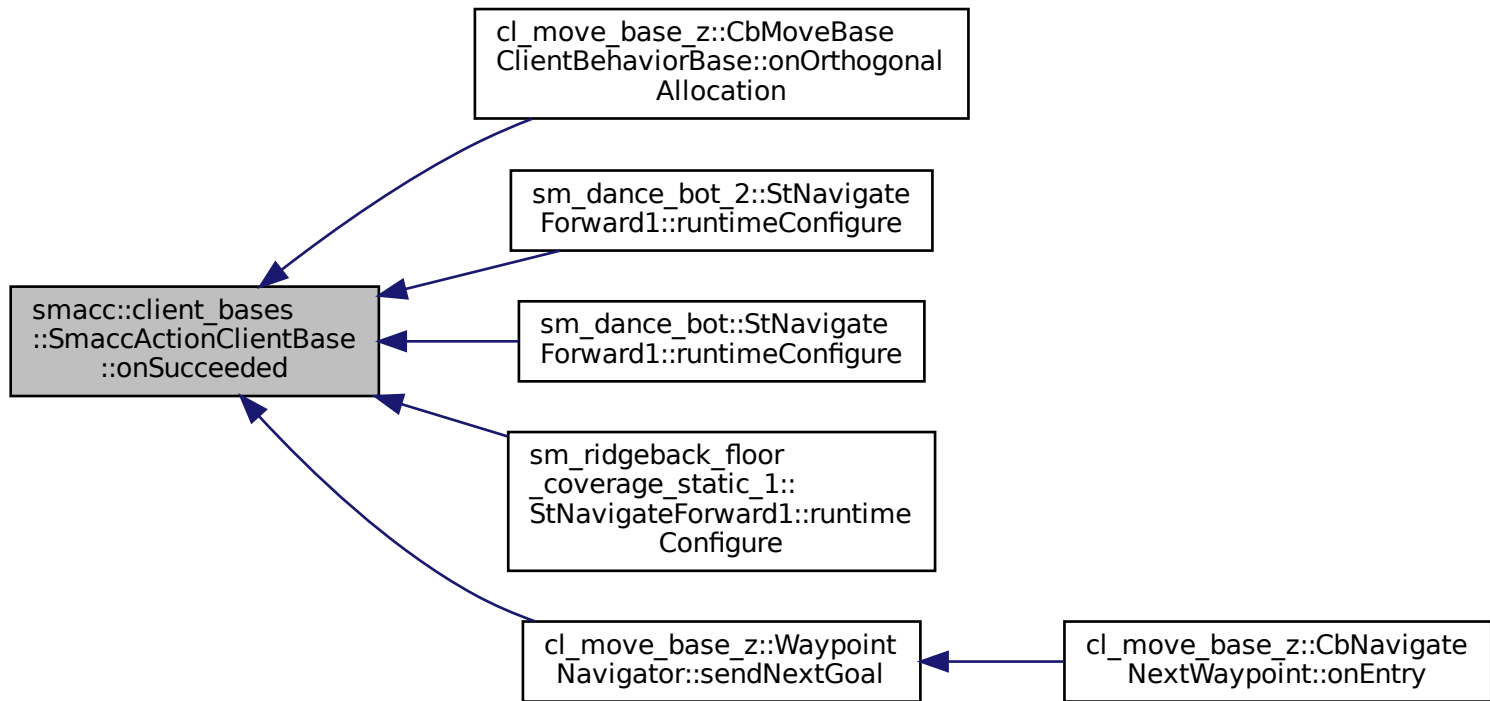 cl_move_base_z::CbMoveBase
ClientBehaviorBase::onOrthogonal
Allocation
sm_dance_bot_2::StNavigate
Forward1::runtimeConfigure
smacc::client_bases
::SmaccActionClientBase
::onSucceeded
sm_dance_bot::StNavigate
Forward1::runtimeConfigure
sm_ridgeback_floor
_coverage_static_1::
StNavigateForward1::runtime
Configure
cl_move_base_z::Waypoint
Navigator::sendNextGoal
cl_move_base_z::CbNavigate
NextWaypoint::onEntry